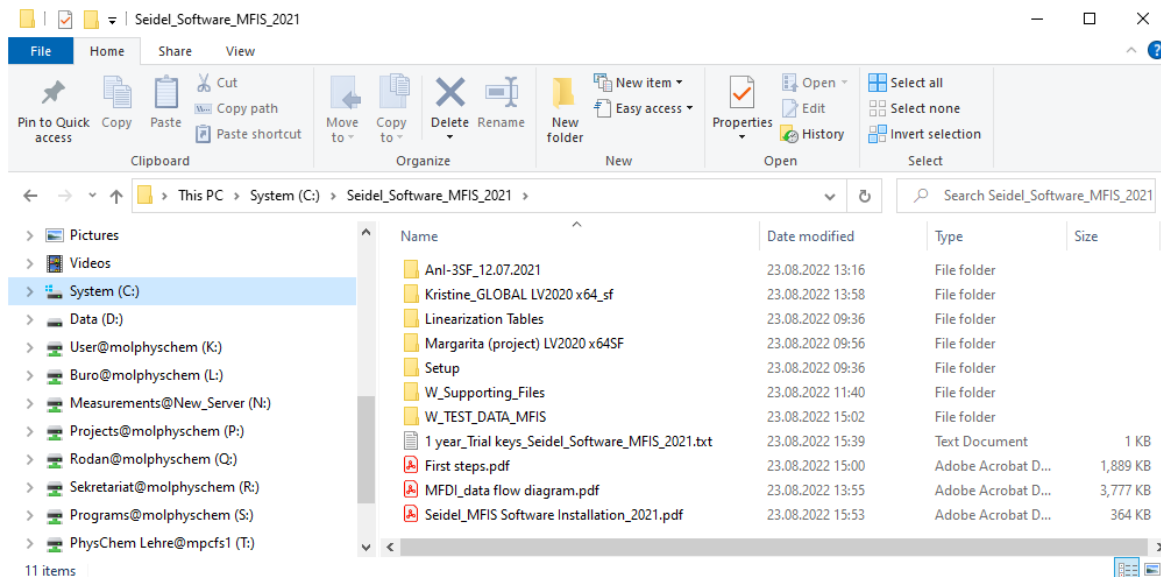 Seidel_Software_MFIS_2021
File Home Share View
Pin to Quick access
Copy
Paste
Cut
Copy path
Paste shortcut
Move to
Copy to
Delete
Rename
New folder
New item
Easy access
Properties
Open
Edit
History
Select all
Select none
Invert selection
Clipboard Organize New Open Select
This PC > System (C:) > Seidel_Software_MFIS_2021 >
Search Seidel_Software_MFIS_2021
Pictures
Videos
System (C:)
Data (D:)
User@molphyschem (K:)
Buro@molphyschem (L:)
Measurements@New_Server (N:)
Projects@molphyschem (P:)
Rodan@molphyschem (Q:)
Sekretariat@molphyschem (R:)
Programs@molphyschem (S:)
PhysChem Lehre@mpcfs1 (T:)
Name Date modified Type Size
AnI-3SF_12.07.2021 23.08.2022 13:16 File folder
Kristine_GLOBAL LV2020 x64_sf 23.08.2022 13:58 File folder
Linearization Tables 23.08.2022 09:36 File folder
Margarita (project) LV2020 x64SF 23.08.2022 09:56 File folder
Setup 23.08.2022 09:36 File folder
W_Supporting_Files 23.08.2022 11:40 File folder
W_TEST_DATA_MFIS 23.08.2022 15:02 File folder
1 year_Trial keys_Seidel_Software_MFIS_2021.txt 23.08.2022 15:39 Text Document 1 KB
First steps.pdf 23.08.2022 15:00 Adobe Acrobat D... 1,889 KB
MFDI_data flow diagram.pdf 23.08.2022 13:55 Adobe Acrobat D... 3,777 KB
Seidel_MFIS Software Installation_2021.pdf 23.08.2022 15:53 Adobe Acrobat D... 364 KB
11 items